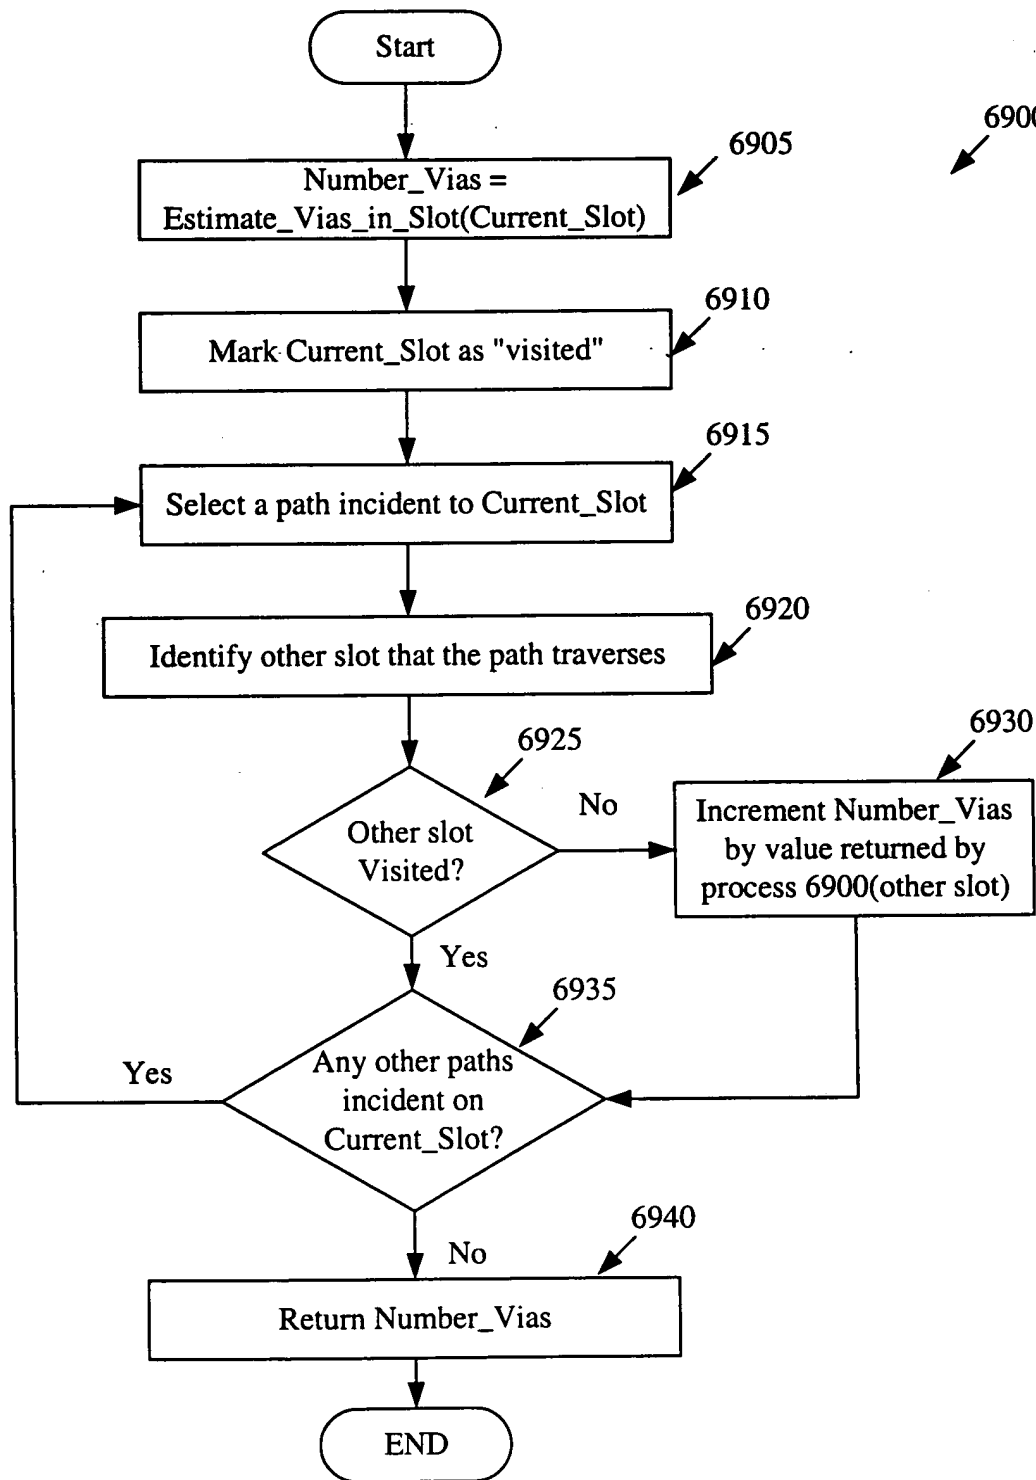 Start
6900
6905
Number_Vias =
Estimate_Vias_in_Slot(Current_Slot)
6910
Mark Current_Slot as "visited"
6915
Select a path incident to Current_Slot
6920
Identify other slot that the path traverses
6925
6930
Other slot
Visited?
No
Increment Number_Vias
by value returned by
process 6900(other slot)
Yes
6935
Any other paths
incident on
Current_Slot?
Yes
No
6940
Return Number_Vias
END